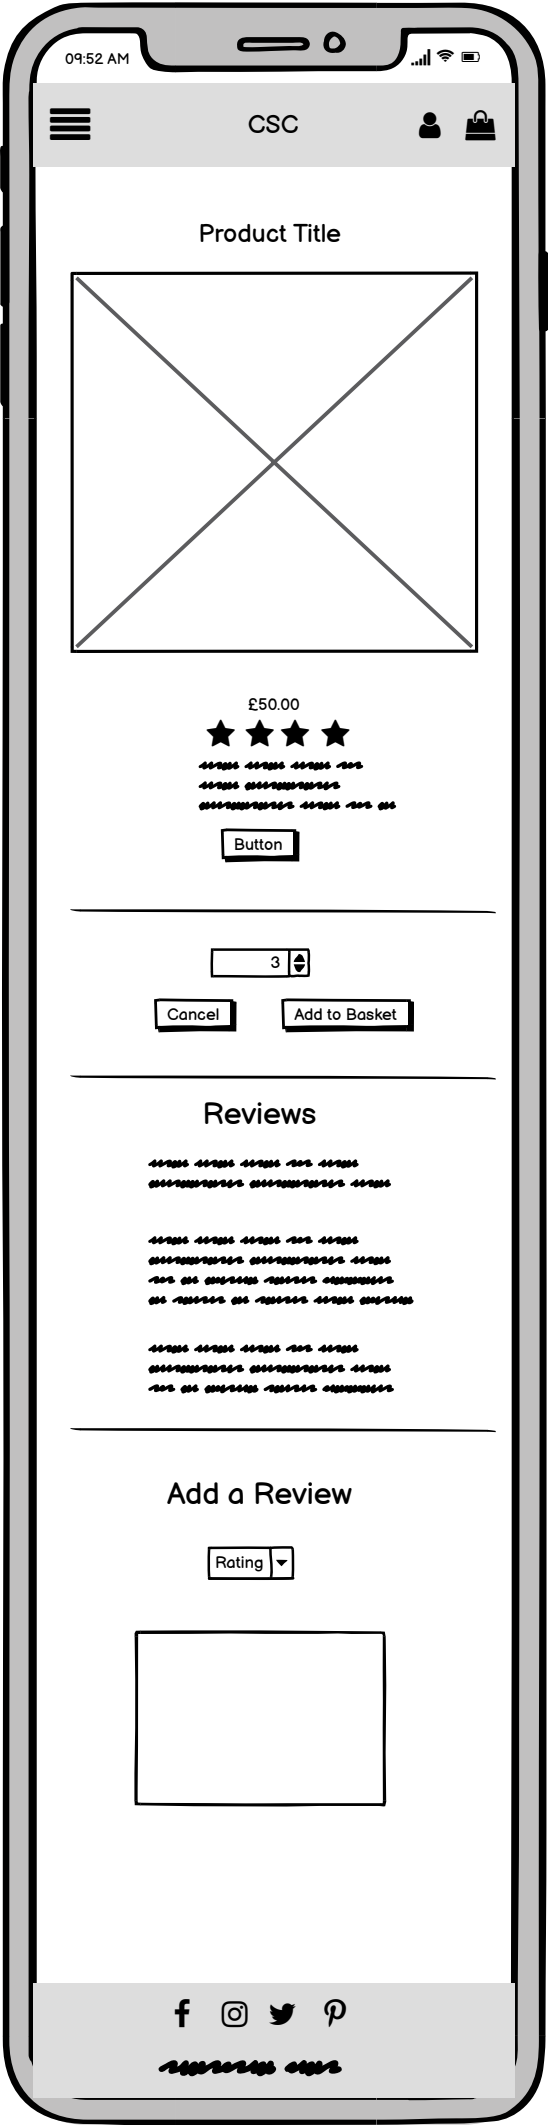 09:52 AM
CSC
Product Title
£50.00
Button
3
Cancel Add to Basket
Reviews
Add a Review
Rating